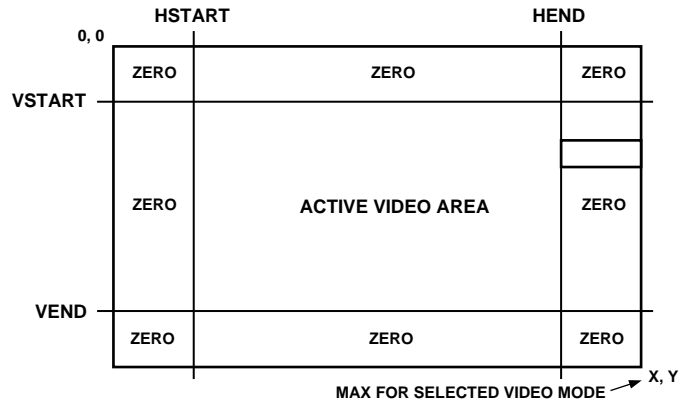 HSTART HEND
0, 0
ZERO ZERO ZERO
VSTART
ZERO ACTIVE VIDEO AREA ZERO
VEND
ZERO ZERO ZERO
X, Y
MAX FOR SELECTED VIDEO MODE